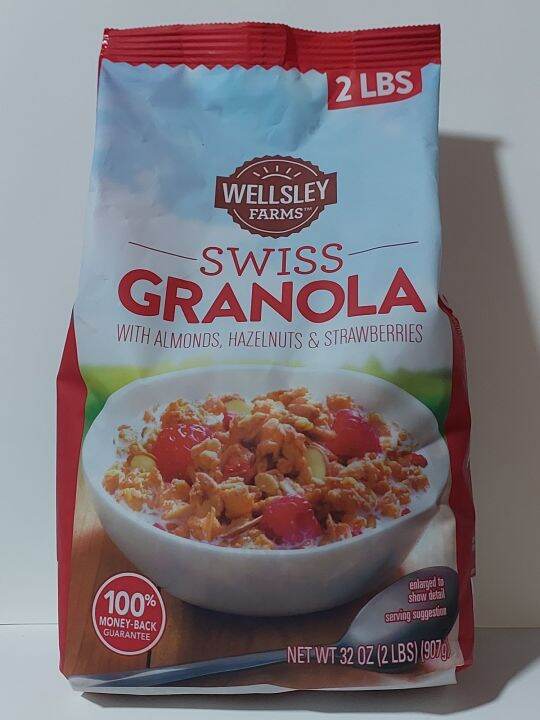 2 LBS
WELLSLEY
FARMS™
SWISS
GRANOLA
WITH ALMONDS, HAZELNUTS & STRAWBERRIES
100%
MONEY-BACK
GUARANTEE
enlarged to
show detail
serving suggestion
NET WT 32 OZ (2 LBS) (907g)